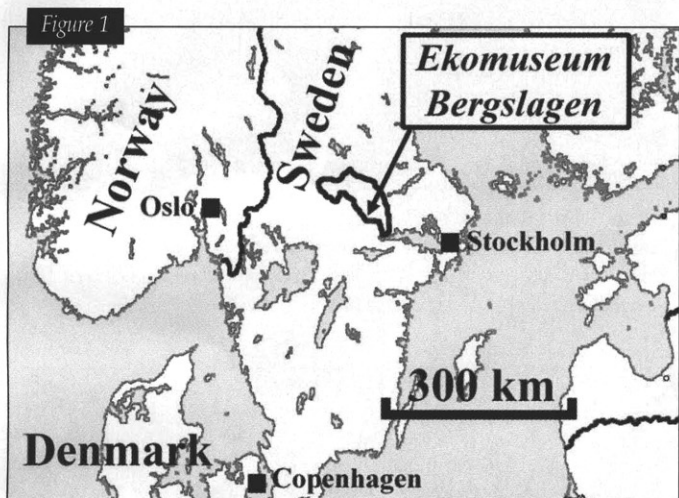 Figure 1
Ekomuseum
Bergslagen
Norway
Sweden
Oslo
Stockholm
300 km
Denmark
Copenhagen